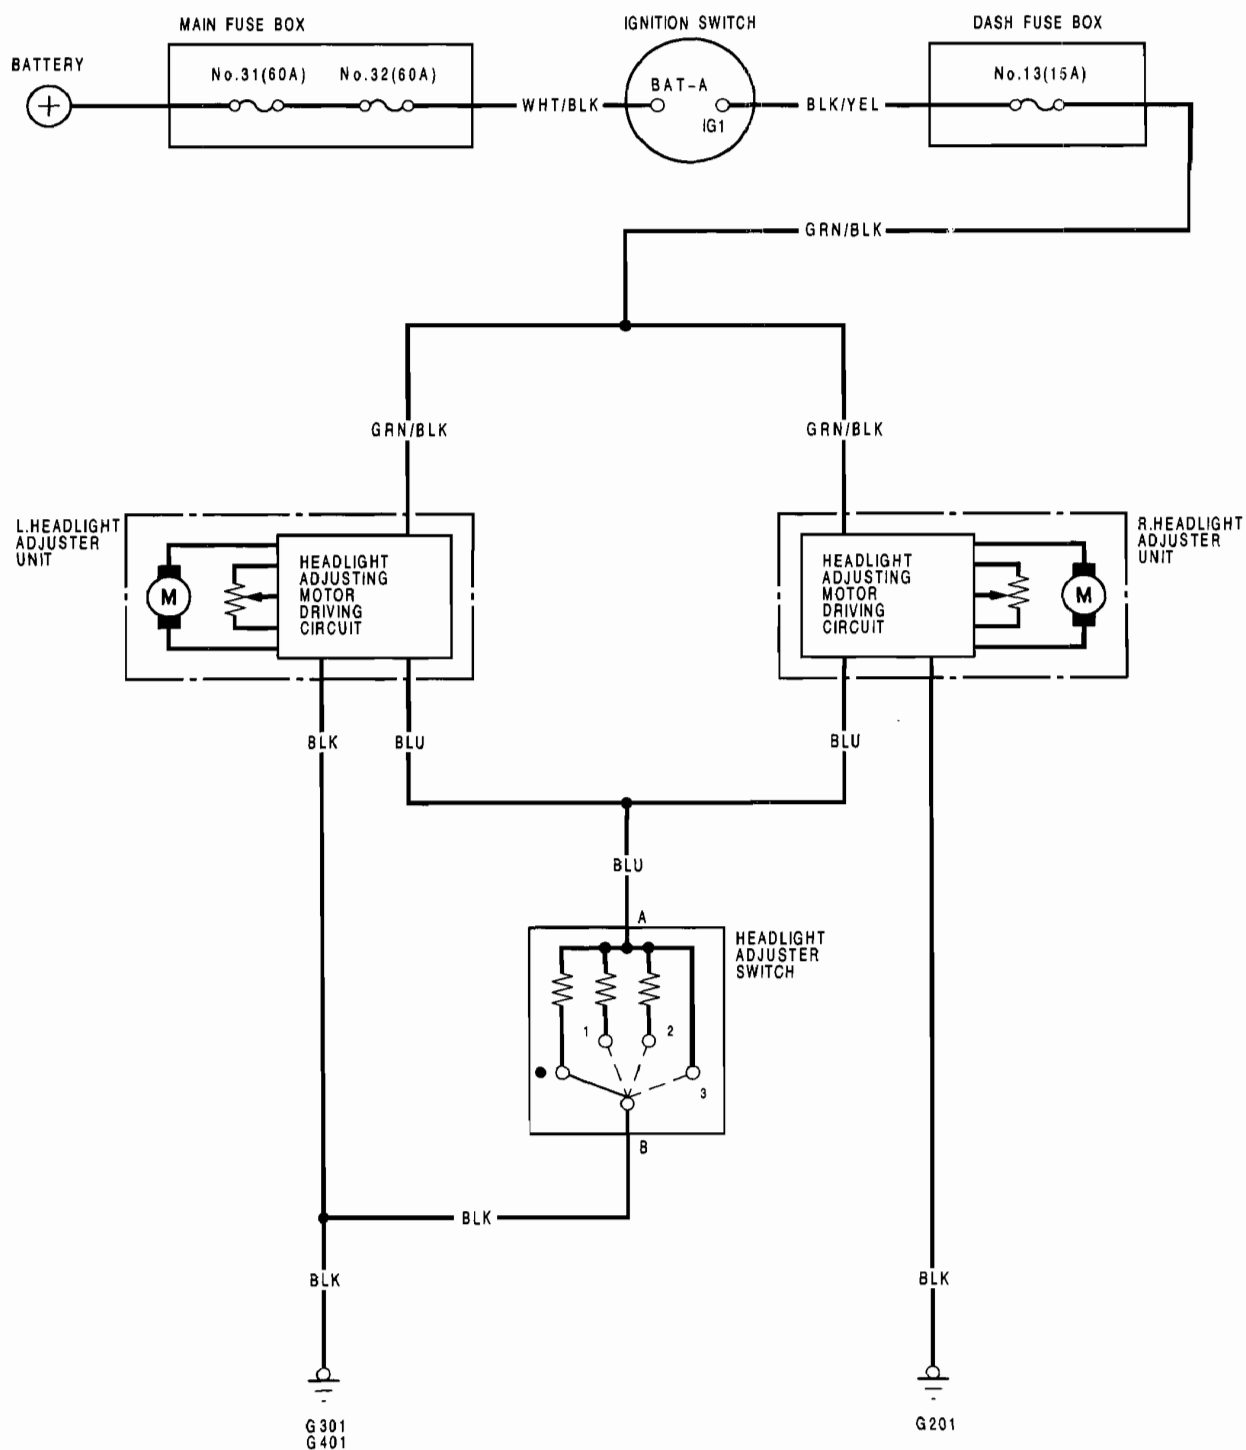 MAIN FUSE BOX
IGNITION SWITCH
DASH FUSE BOX
BATTERY
No.31(60A)
No.32(60A)
BAT-A
No.13(15A)
+
WHT/BLK
BLK/YEL
IG1
GRN/BLK
GRN/BLK
GRN/BLK
L.HEADLIGHT
ADJUSTER
UNIT
M
HEADLIGHT
ADJUSTING
MOTOR
DRIVING
CIRCUIT
HEADLIGHT
ADJUSTING
MOTOR
DRIVING
CIRCUIT
M
R.HEADLIGHT
ADJUSTER
UNIT
BLK
BLU
BLU
BLU
A
HEADLIGHT
ADJUSTER
SWITCH
1
2
3
B
BLK
BLK
BLK
G301
G401
G201